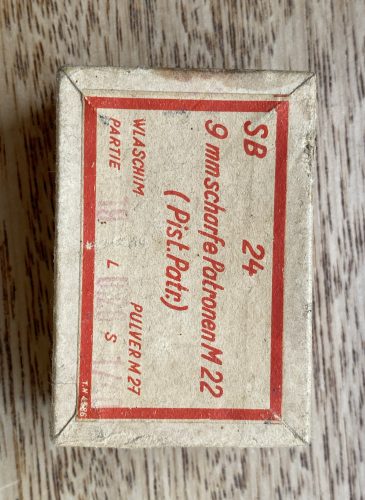 SB 24
9 mm scharfe Patronen M 22
(Pist. Patr.)
WLASCHIM PULVER M 27
PARTIE L S